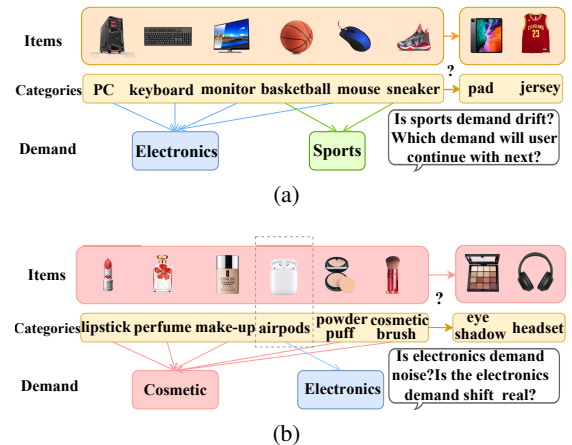 Items
?
Categories PC keyboard monitor basketball mouse sneaker pad jersey
Demand Electronics Sports
Is sports demand drift?
Which demand will user
continue with next?
(a)
Items
?
Categories lipstick perfume make-up airpods powder puff cosmetic brush eye shadow headset
Demand Cosmetic Electronics
Is electronics demand
noise?Is the electronics
demand shift real?
(b)